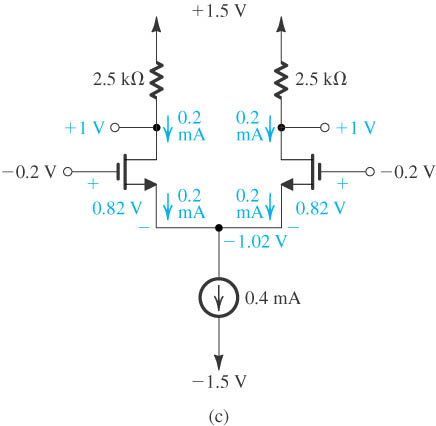 +1.5 V
2.5 kΩ
2.5 kΩ
+1 V
0.2
mA
0.2
mA
+1 V
−0.2 V
−0.2 V
+
+
0.82 V
0.2
mA
0.2
mA
0.82 V
−
−
−1.02 V
0.4 mA
−1.5 V
(c)